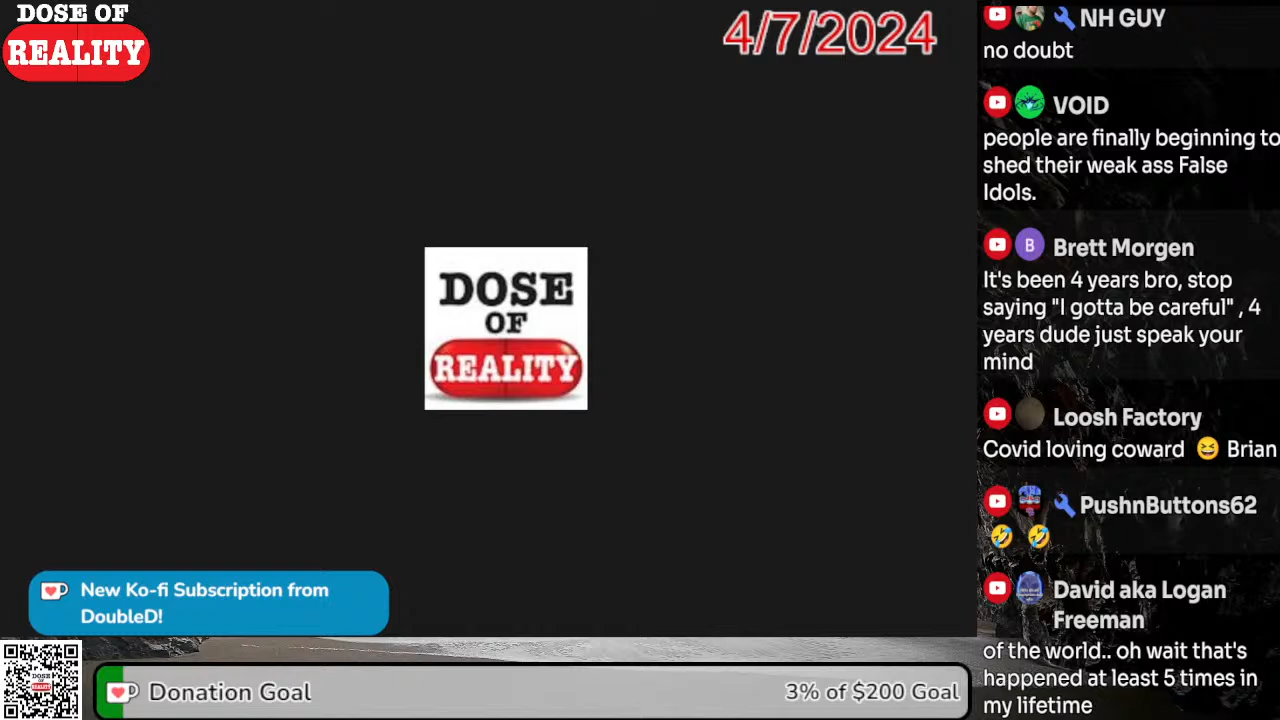 DOSE OF
REALITY
4/7/2024
DOSE
OF
REALITY
New Ko-fi Subscription from
DoubleD!
Donation Goal
3% of $200 Goal
NH GUY
no doubt
VOID
people are finally beginning to
shed their weak ass False
Idols.
B
Brett Morgen
It's been 4 years bro, stop
saying "I gotta be careful" , 4
years dude just speak your
mind
Loosh Factory
Covid loving coward 😆 Brian
PushnButtons62
🤣 🤣
David aka Logan
Freeman
of the world.. oh wait that's
happened at least 5 times in
my lifetime